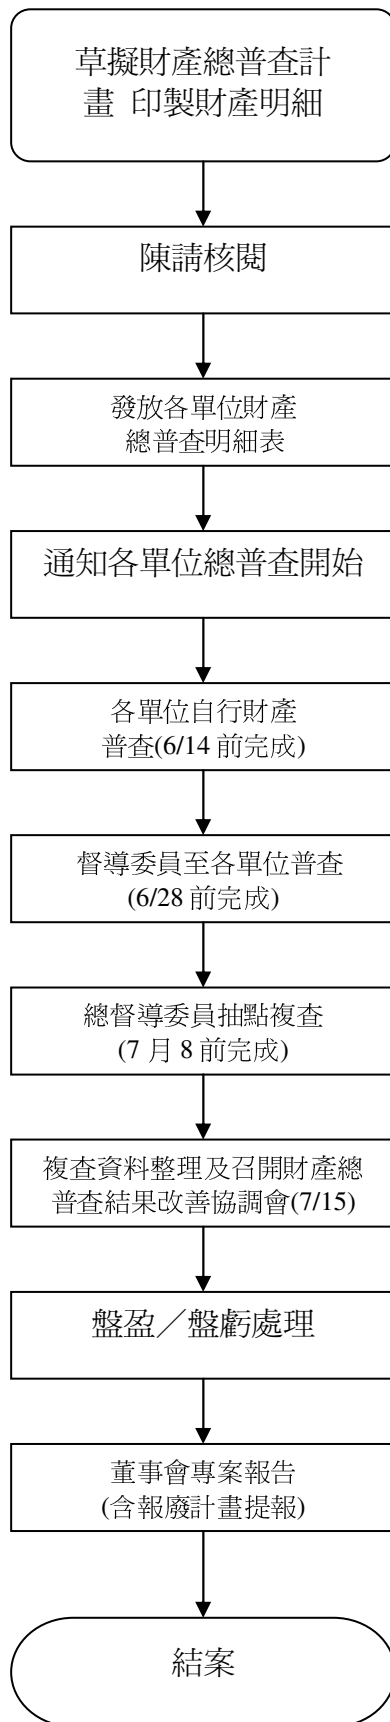 草擬財產總普查計
畫 印製財產明細
陳請核閱
發放各單位財產
總普查明細表
通知各單位總普查開始
各單位自行財產
普查(6/14 前完成)
督導委員至各單位普查
(6/28 前完成)
總督導委員抽點複查
(7 月 8 前完成)
複查資料整理及召開財產總
普查結果改善協調會(7/15)
盤盈／盤虧處理
董事會專案報告
(含報廢計畫提報)
結案